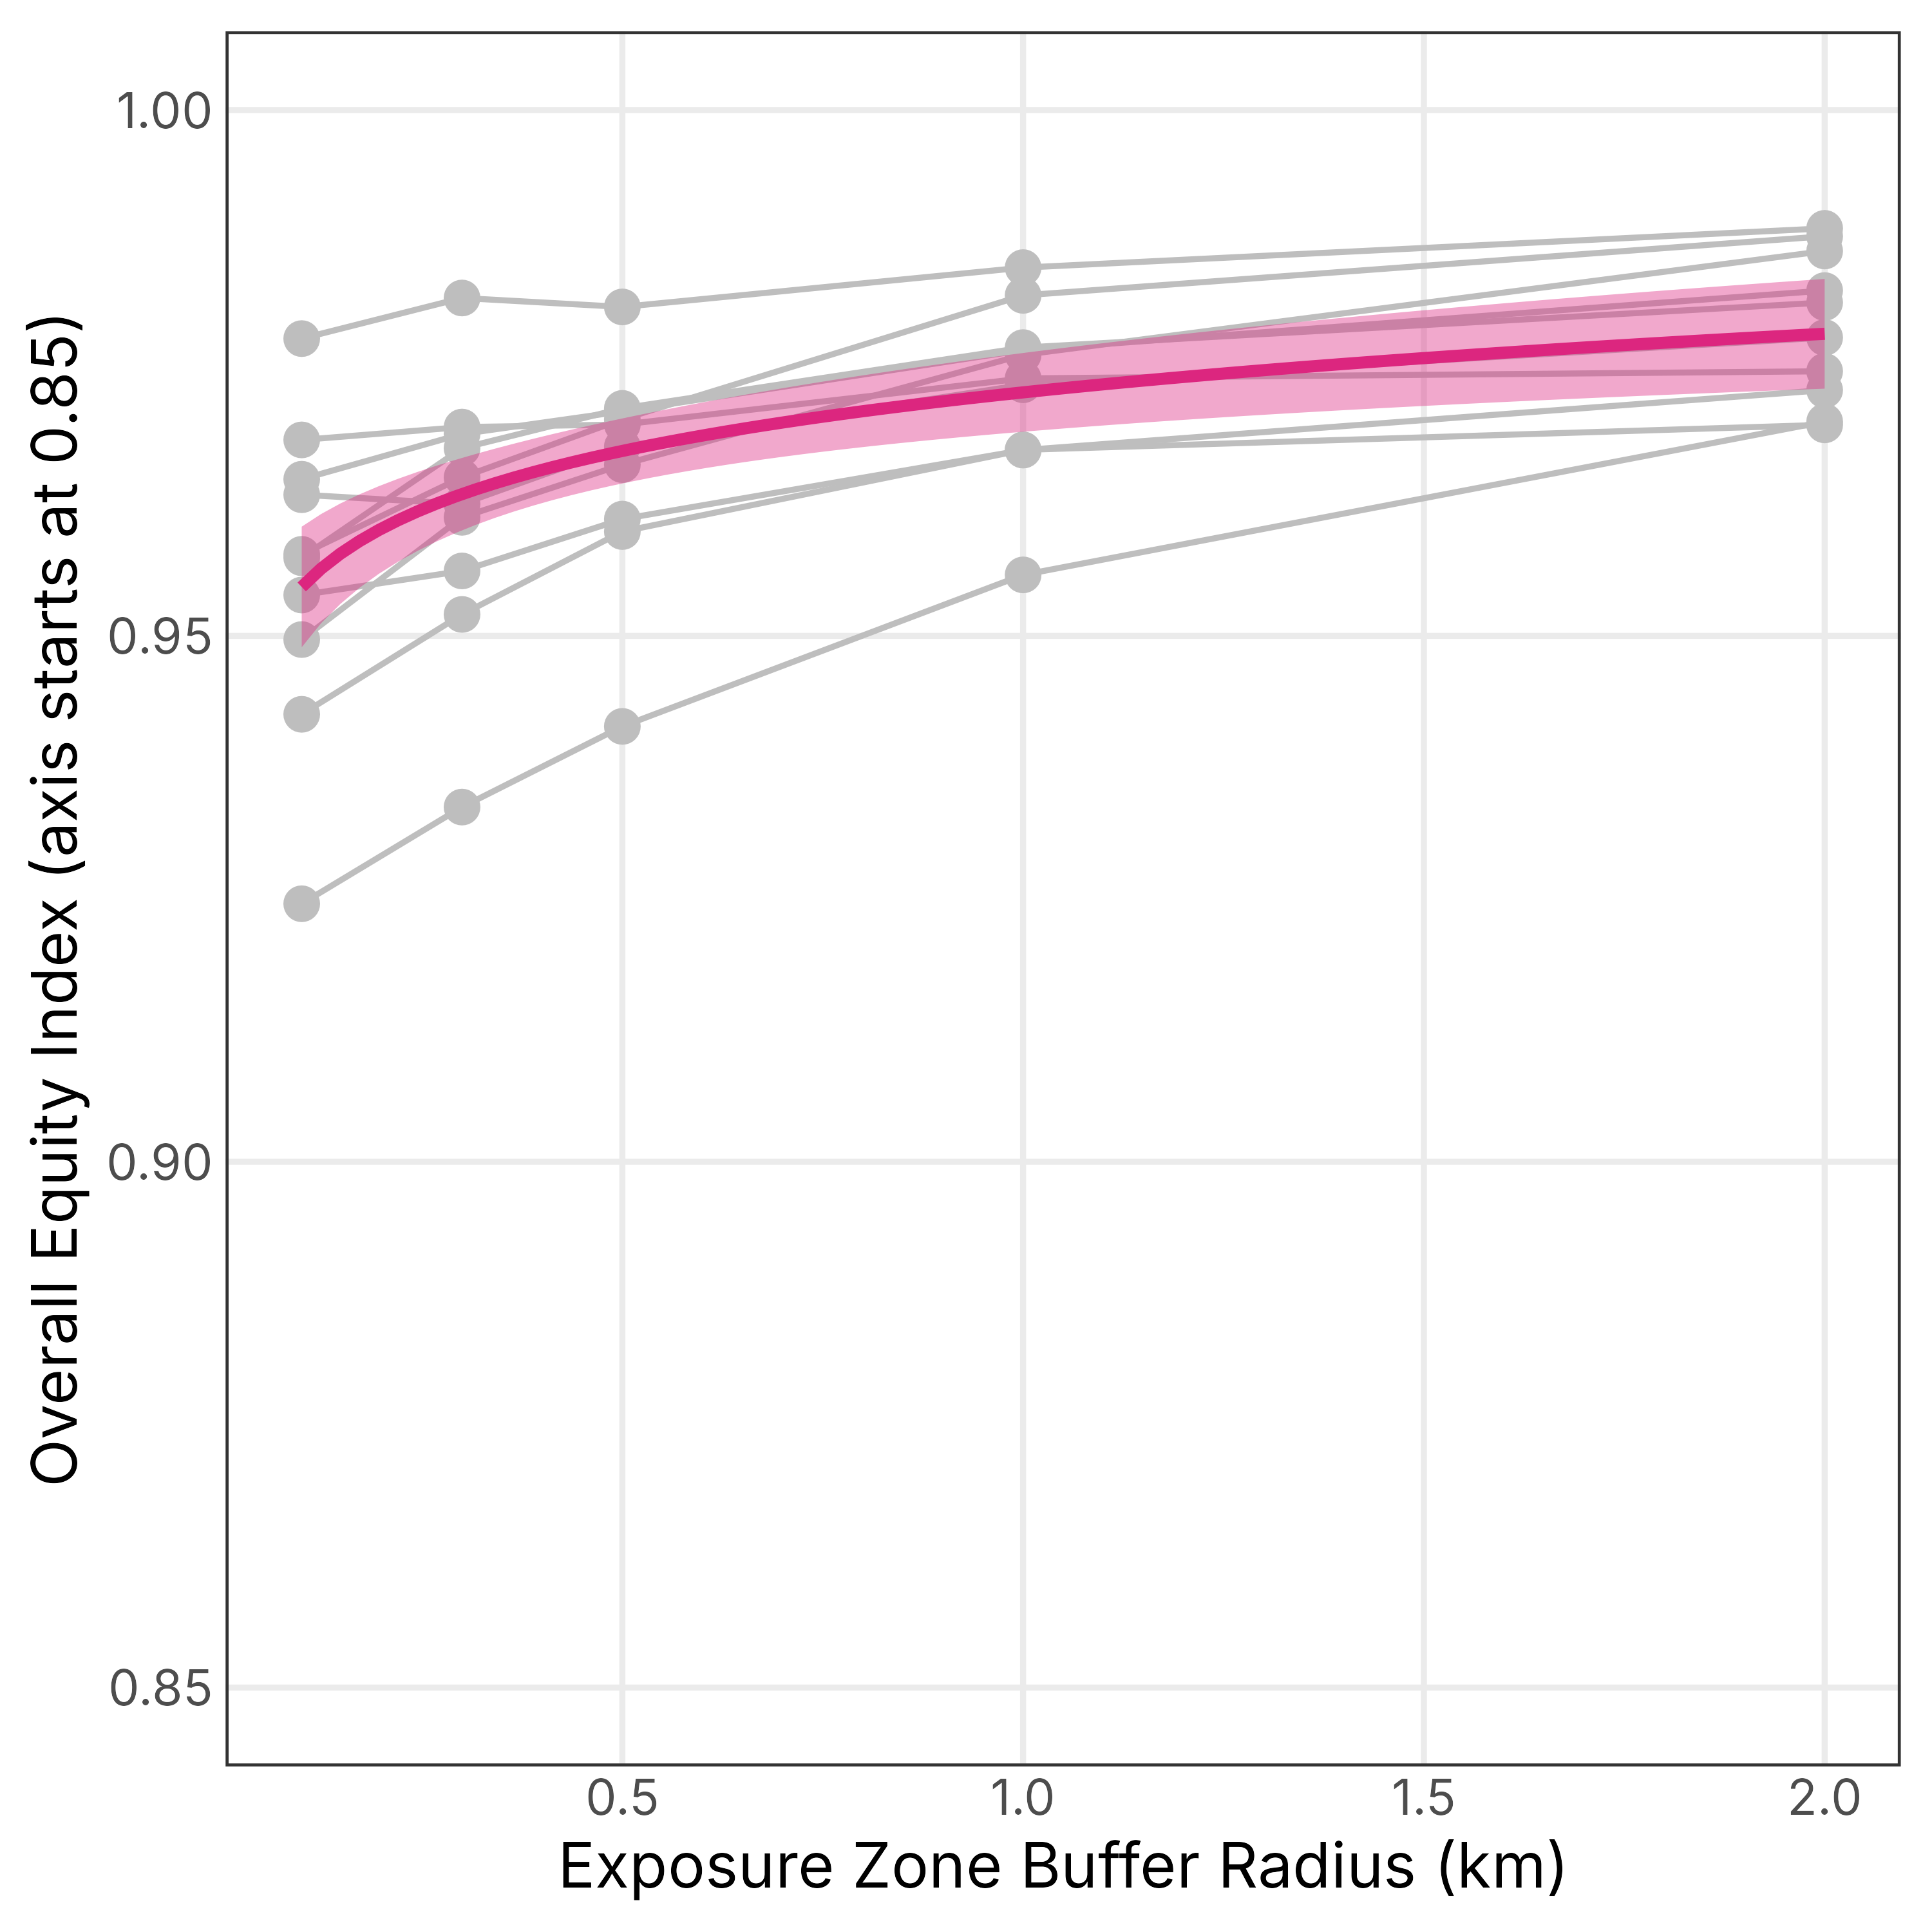 Overall Equity Index (axis starts at 0.85)
1.00
0.95
0.90
0.85
0.5 1.0 1.5 2.0
Exposure Zone Buffer Radius (km)